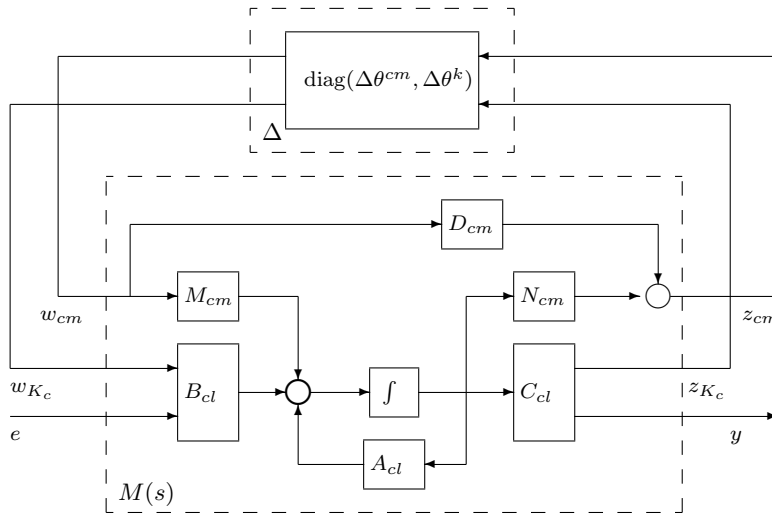 diag(Δθ^{cm}, Δθ^k)
Δ
D_{cm}
M_{cm}
N_{cm}
w_{cm}
z_{cm}
w_{K_c}
B_{cl}
∫
C_{cl}
z_{K_c}
e
y
A_{cl}
M(s)